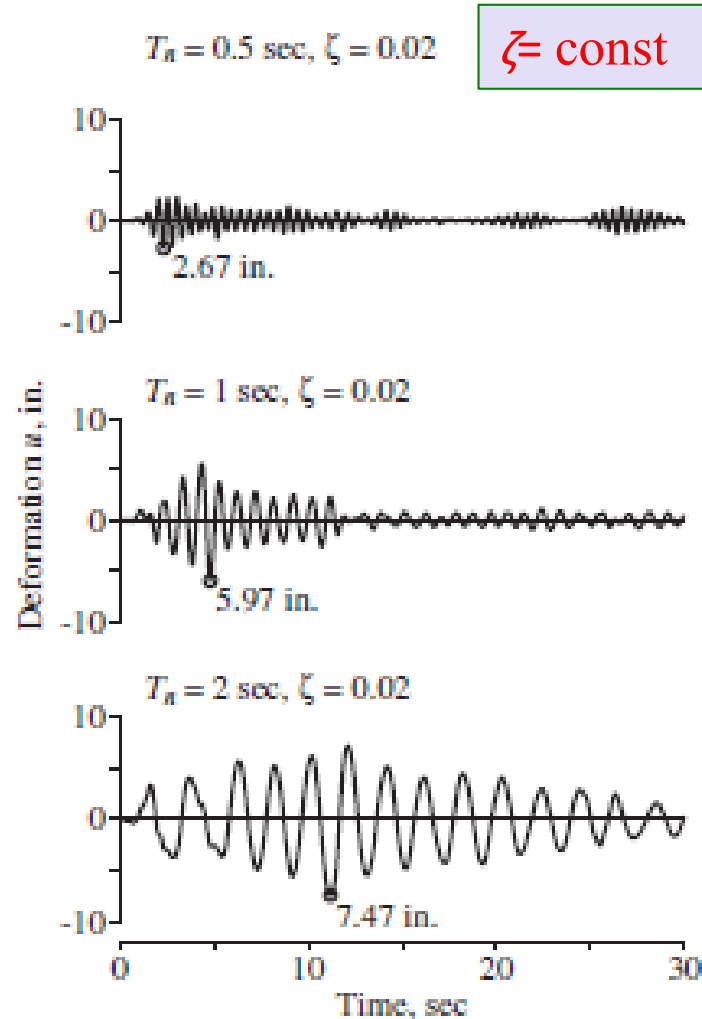 Tn = 0.5 sec, ζ = 0.02
ζ= const
10
0
-10
2.67 in.
Tn = 1 sec, ζ = 0.02
10
0
-10
5.97 in.
Deformation u, in.
Tn = 2 sec, ζ = 0.02
10
0
-10
7.47 in.
0 10 20 30
Time, sec